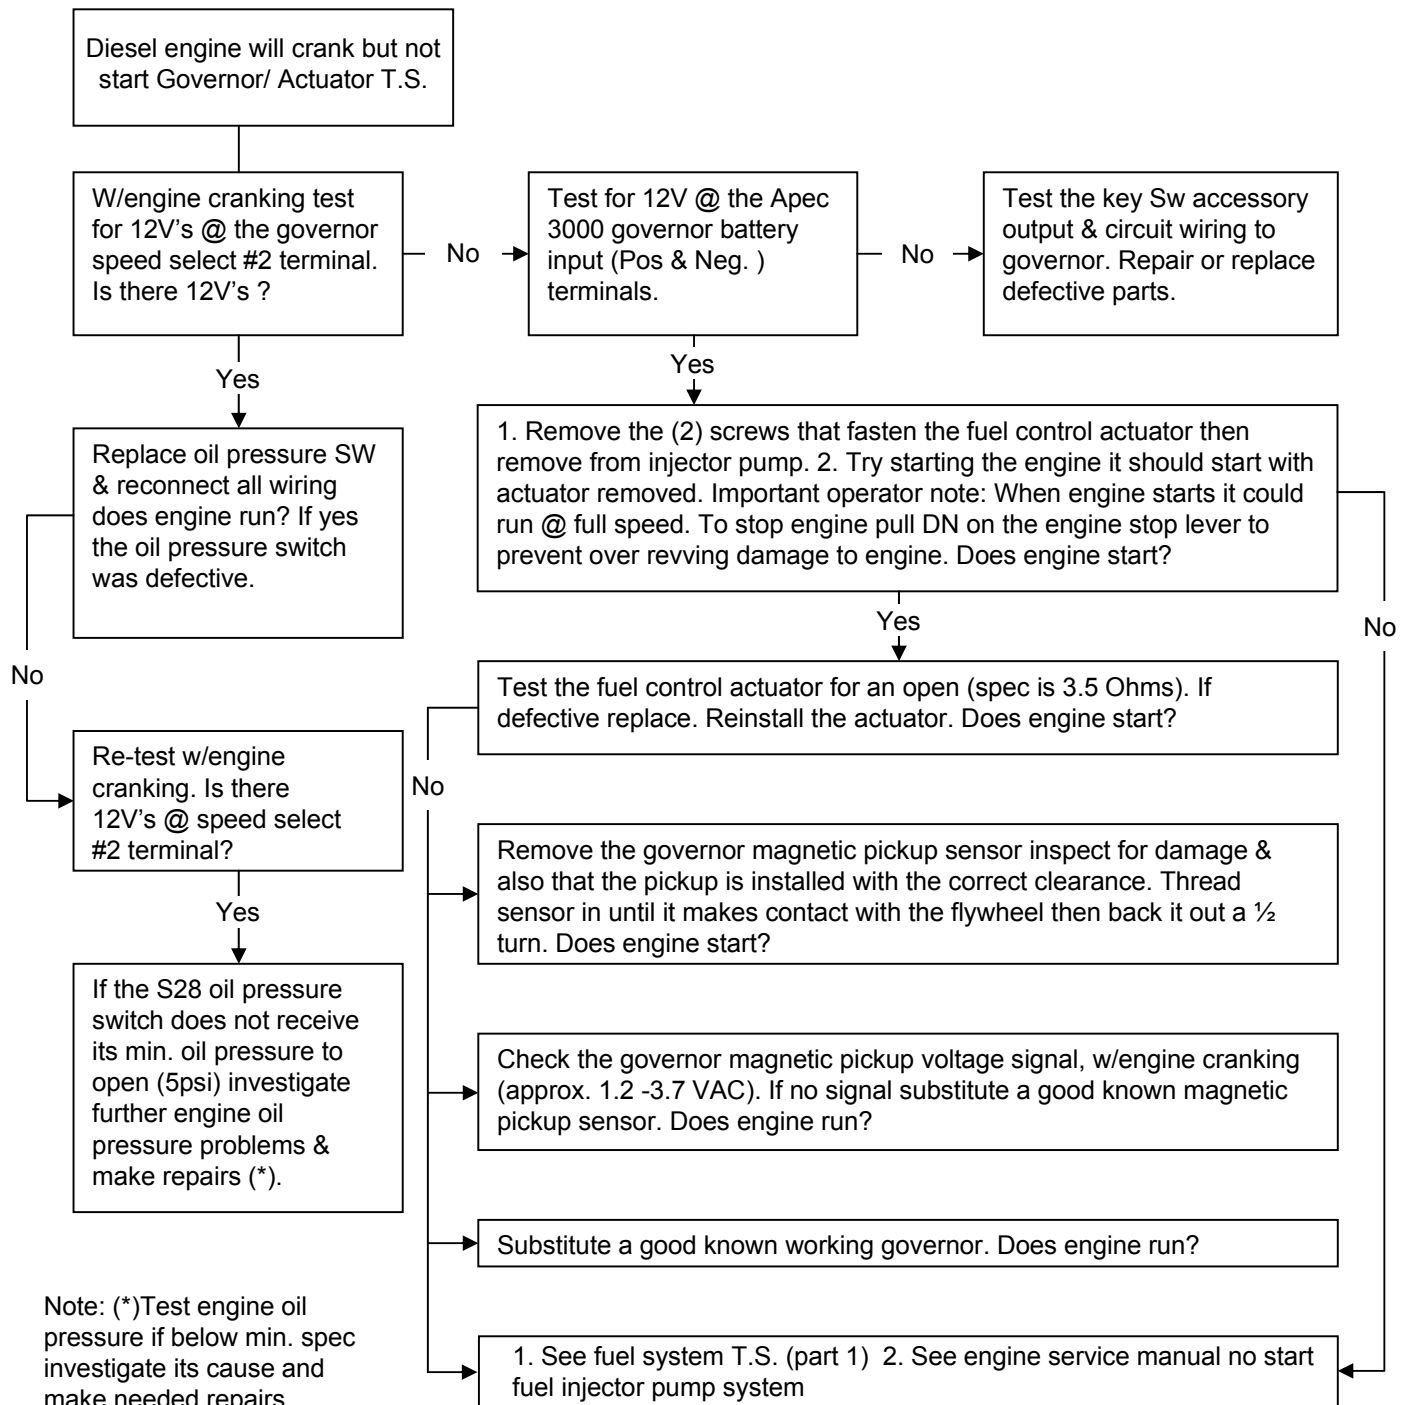 Diesel engine will crank but not
start Governor/ Actuator T.S.
W/engine cranking test
for 12V's @ the governor
speed select #2 terminal.
Is there 12V's ?
No
Test for 12V @ the Apec
3000 governor battery
input (Pos & Neg. )
terminals.
No
Test the key Sw accessory
output & circuit wiring to
governor. Repair or replace
defective parts.
Yes
Yes
Replace oil pressure SW
& reconnect all wiring
does engine run? If yes
the oil pressure switch
was defective.
1. Remove the (2) screws that fasten the fuel control actuator then
remove from injector pump. 2. Try starting the engine it should start with
actuator removed. Important operator note: When engine starts it could
run @ full speed. To stop engine pull DN on the engine stop lever to
prevent over revving damage to engine. Does engine start?
Yes
No
No
Test the fuel control actuator for an open (spec is 3.5 Ohms). If
defective replace. Reinstall the actuator. Does engine start?
Re-test w/engine
cranking. Is there
12V's @ speed select
#2 terminal?
No
Remove the governor magnetic pickup sensor inspect for damage &
also that the pickup is installed with the correct clearance. Thread
sensor in until it makes contact with the flywheel then back it out a ½
turn. Does engine start?
Yes
If the S28 oil pressure
switch does not receive
its min. oil pressure to
open (5psi) investigate
further engine oil
pressure problems &
make repairs (*).
Check the governor magnetic pickup voltage signal, w/engine cranking
(approx. 1.2 -3.7 VAC). If no signal substitute a good known magnetic
pickup sensor. Does engine run?
Substitute a good known working governor. Does engine run?
Note: (*)Test engine oil
pressure if below min. spec
investigate its cause and
make needed repairs
1. See fuel system T.S. (part 1) 2. See engine service manual no start
fuel injector pump system